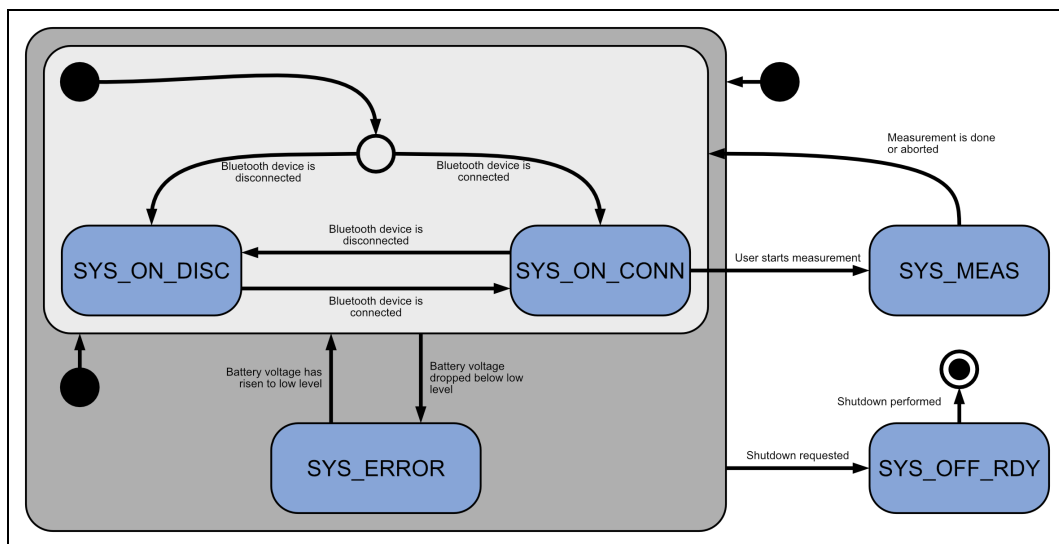 Measurement is done
or aborted
Bluetooth device is
disconnected
Bluetooth device is
connected
SYS_ON_DISC
Bluetooth device is
disconnected
SYS_ON_CONN
User starts measurement
SYS_MEAS
Bluetooth device is
connected
Battery voltage has
risen to low level
Battery voltage
dropped below low
level
Shutdown performed
SYS_ERROR
Shutdown requested
SYS_OFF_RDY